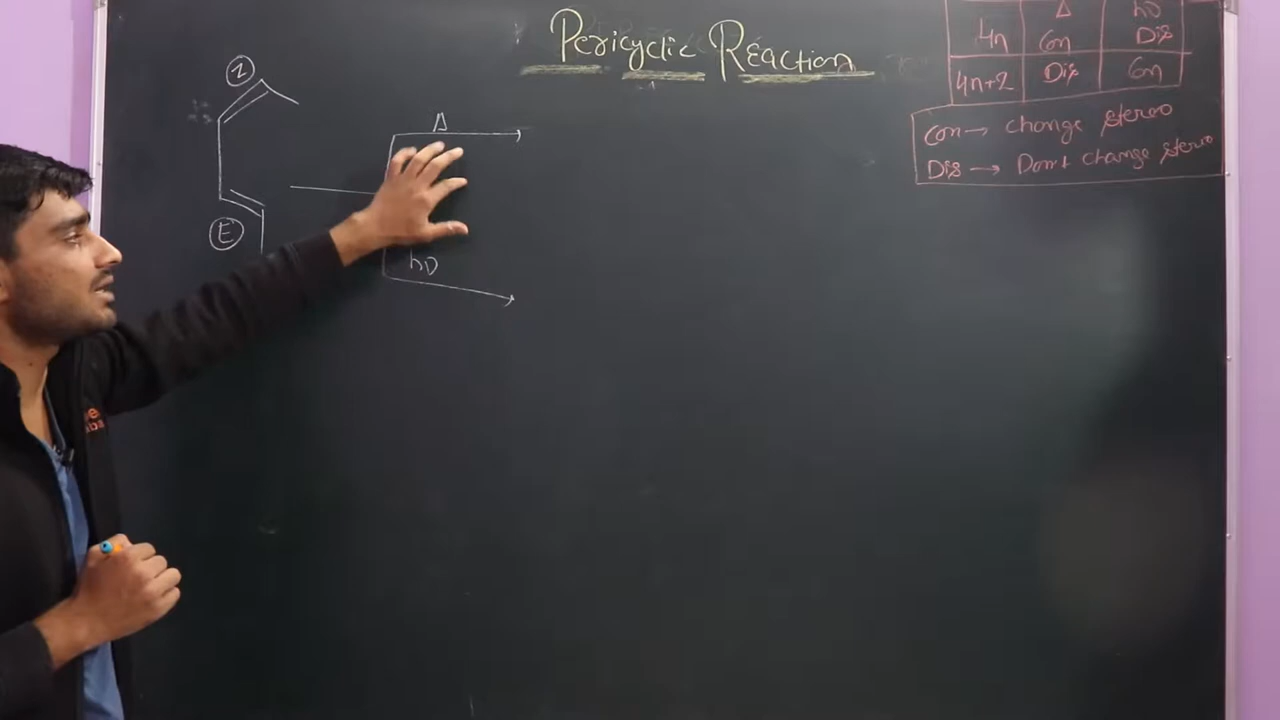 Pericyclic Reaction
Δ hν
4n Con Dis
4n+2 Dis Con
Con → change stereo
Dis → Don't change stereo
Z
E
Δ
hν